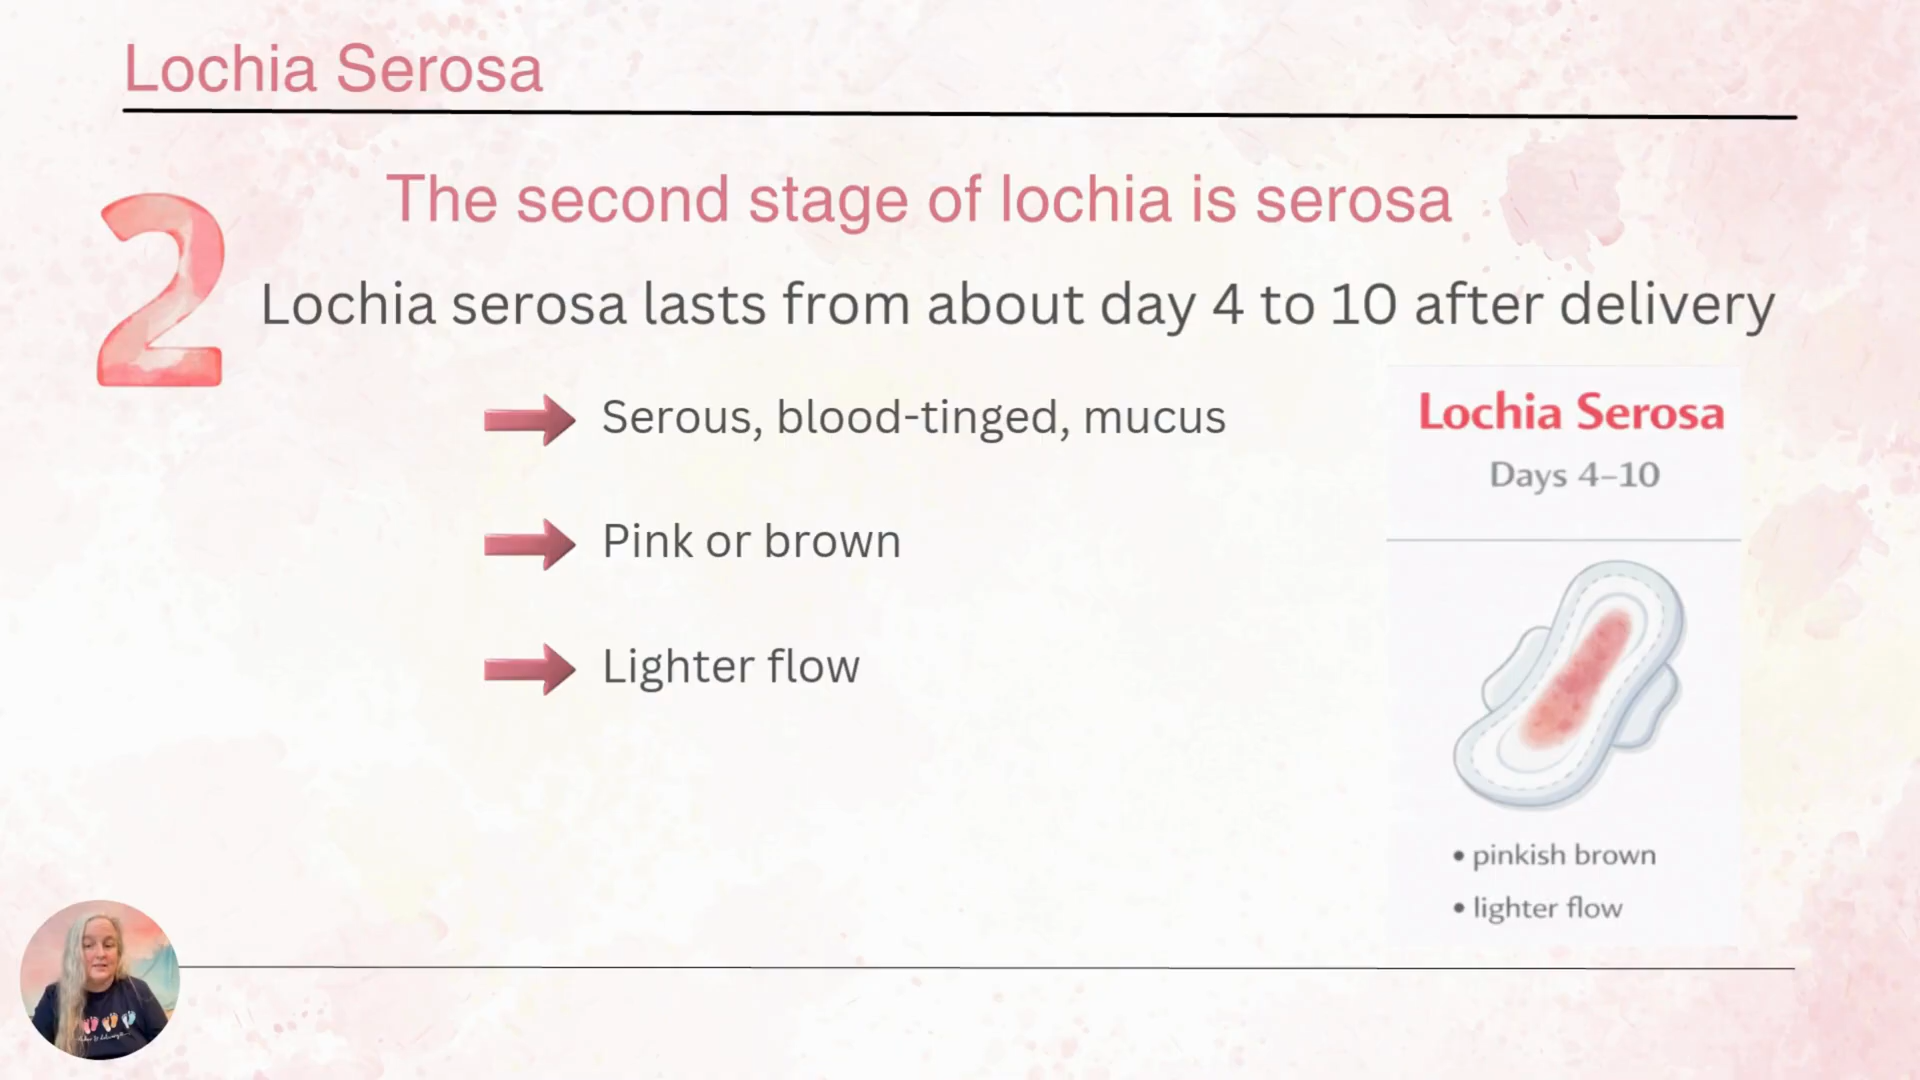 Lochia Serosa
2
The second stage of lochia is serosa
Lochia serosa lasts from about day 4 to 10 after delivery
Serous, blood-tinged, mucus
Pink or brown
Lighter flow
Lochia Serosa
Days 4–10
• pinkish brown
• lighter flow